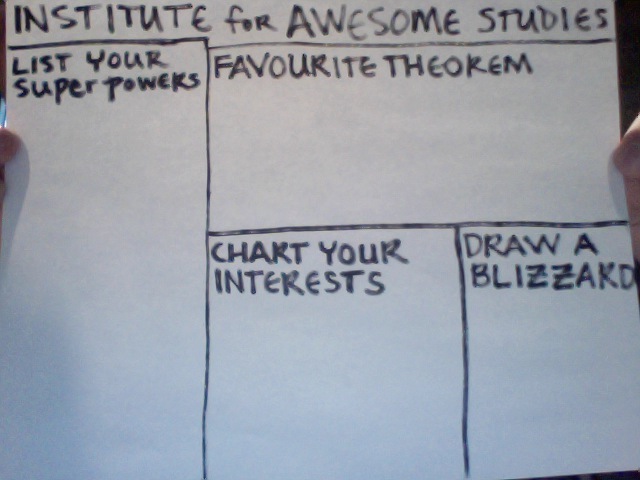 INSTITUTE for AWESOME STUDIES
LIST YOUR
Super powers
FAVOURITE THEOREM
CHART YOUR
INTERESTS
DRAW A
BLIZZARD